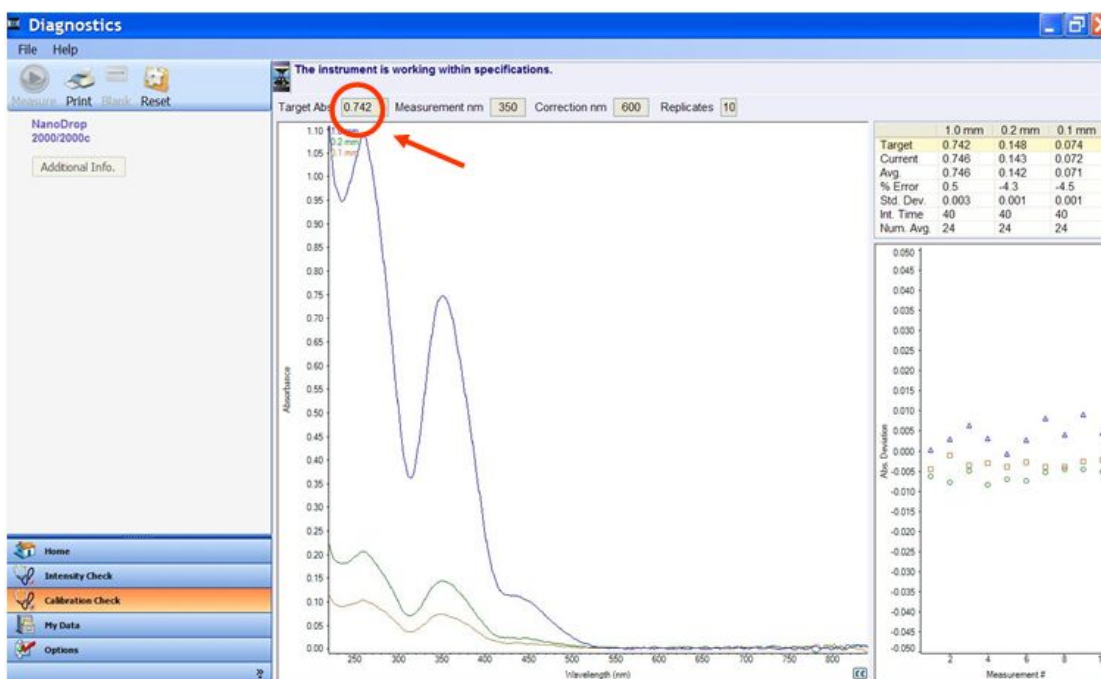 Diagnostics
File Help
Measure Print Blank Reset
NanoDrop
2000/2000c
Additional Info.
Home
Intensity Check
Calibration Check
My Data
Options
The instrument is working within specifications.
Target Abs 0.742 Measurement nm 350 Correction nm 600 Replicates 10
1.0 mm
0.2 mm
0.1 mm
1.10
1.05
1.00
0.95
0.90
0.85
0.80
0.75
0.70
0.65
0.60
0.55
0.50
0.45
0.40
0.35
0.30
0.25
0.20
0.15
0.10
0.05
0.00
Absorbance
250 300 350 400 450 500 550 600 650 700 750 800
Wavelength (nm)
1.0 mm 0.2 mm 0.1 mm
Target 0.742 0.148 0.074
Current 0.746 0.143 0.072
Avg. 0.746 0.142 0.071
% Error 0.5 -4.3 -4.5
Std. Dev. 0.003 0.001 0.001
Int. Time 40 40 40
Num. Avg. 24 24 24
0.050
0.045
0.040
0.035
0.030
0.025
0.020
0.015
0.010
0.005
0.000
-0.005
-0.010
-0.015
-0.020
-0.025
-0.030
-0.035
-0.040
-0.045
-0.050
Abs. Deviation
2 4 6 8
Measurement #